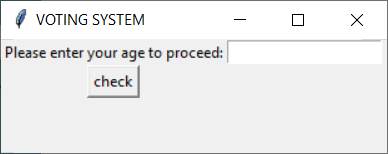 VOTING SYSTEM
Please enter your age to proceed:
check